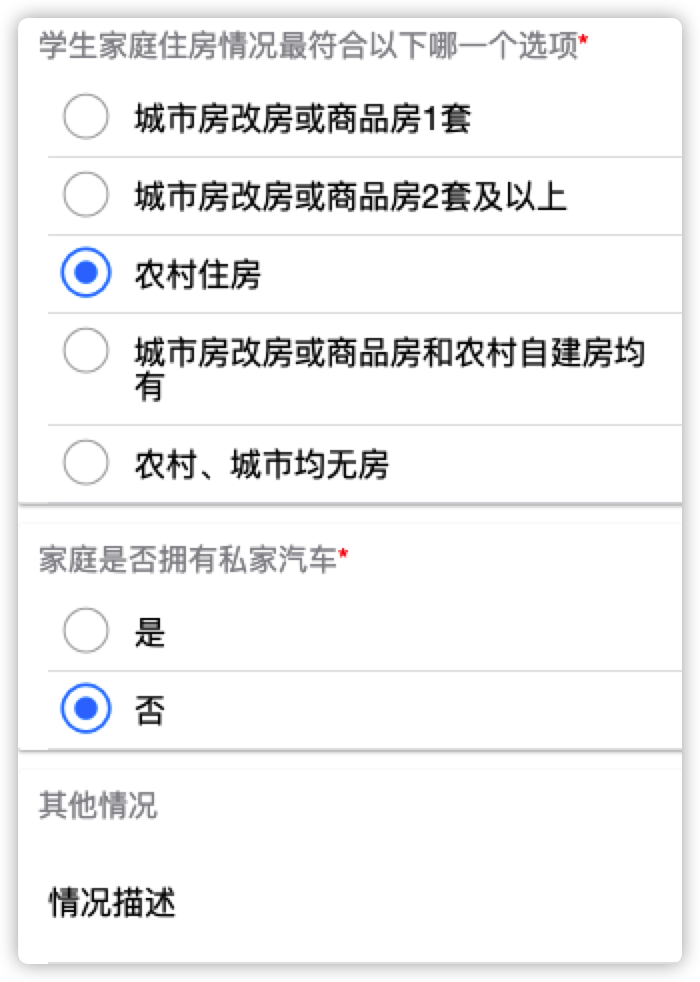 学生家庭住房情况最符合以下哪一个选项*
城市房改房或商品房1套
城市房改房或商品房2套及以上
农村住房
城市房改房或商品房和农村自建房均
有
农村、城市均无房
家庭是否拥有私家汽车*
是
否
其他情况
情况描述